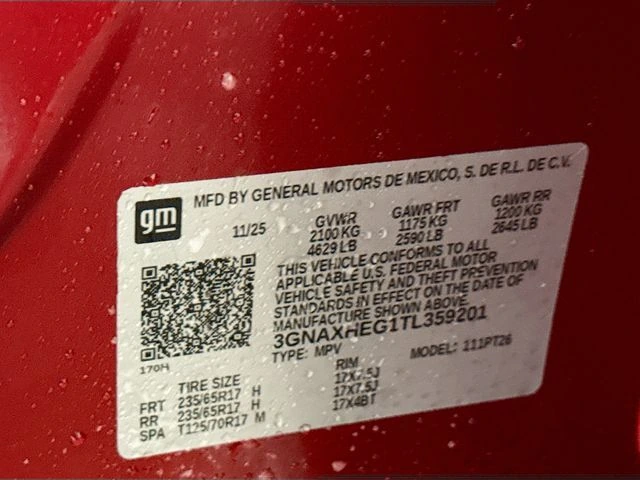 gm
MFD BY GENERAL MOTORS DE MEXICO, S. DE R.L. DE C.V.
11/25 GVWR GAWR FRT GAWR RR
2100 KG 1175 KG 1200 KG
4629 LB 2590 LB 2645 LB
THIS VEHICLE CONFORMS TO ALL
APPLICABLE U.S. FEDERAL MOTOR
VEHICLE SAFETY AND THEFT PREVENTION
STANDARDS IN EFFECT ON THE DATE OF
MANUFACTURE SHOWN ABOVE.
3GNAXHEG1TL359201
TYPE: MPV MODEL: 111PT26
170H
TIRE SIZE RIM
FRT 235/65R17 H 17X7.5J
RR 235/65R17 H 17X7.5J
SPA T125/70R17 M 17X4BT